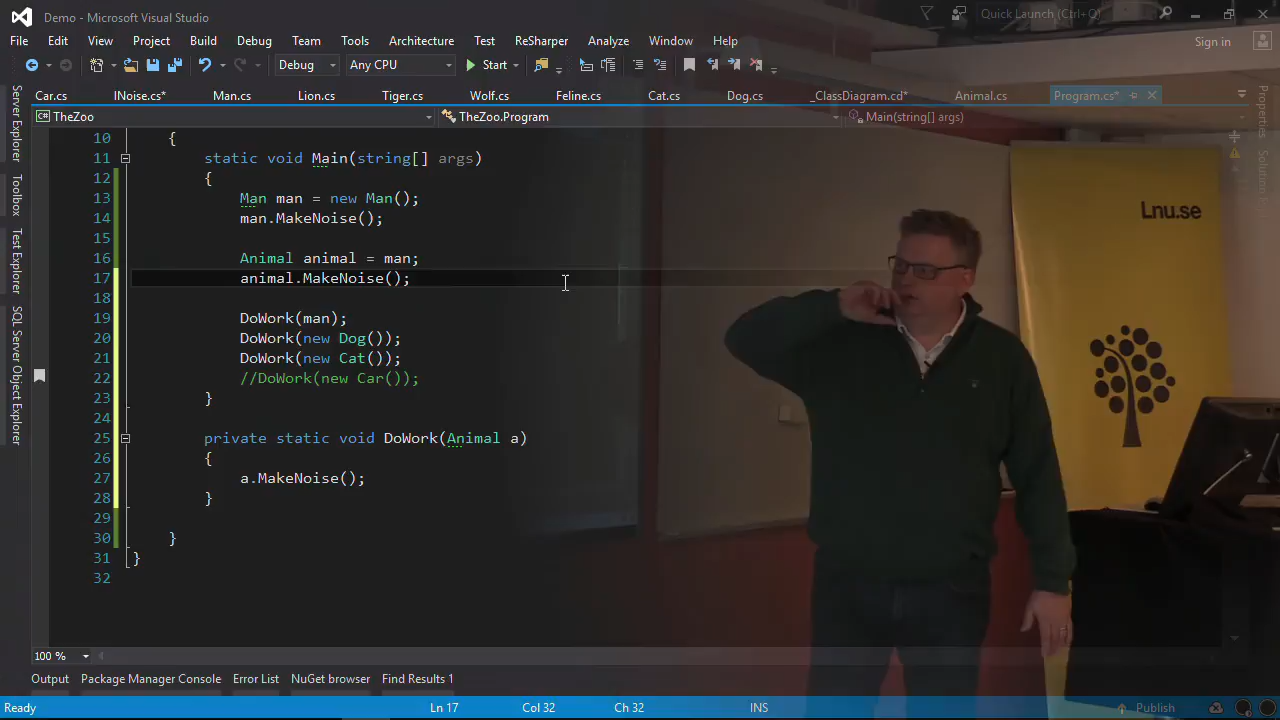 Demo - Microsoft Visual Studio
Quick Launch (Ctrl+Q)
File Edit View Project Build Debug Team Tools Architecture Test ReSharper Analyze Window Help
Sign in
Debug Any CPU Start
Car.cs INoise.cs* Man.cs Lion.cs Tiger.cs Wolf.cs Feline.cs Cat.cs Dog.cs _ClassDiagram.cd* Animal.cs Program.cs*
TheZoo TheZoo.Program Main(string[] args)
Server Explorer
Toolbox
Test Explorer
SQL Server Object Explorer
Properties
10 {
11 static void Main(string[] args)
12 {
13 Man man = new Man();
14 man.MakeNoise();
15
16 Animal animal = man;
17 animal.MakeNoise();
18
19 DoWork(man);
20 DoWork(new Dog());
21 DoWork(new Cat());
22 //DoWork(new Car());
23 }
24
25 private static void DoWork(Animal a)
26 {
27 a.MakeNoise();
28 }
29
30 }
31 }
32
Lnu.se
100 %
Output Package Manager Console Error List NuGet browser Find Results 1
Ready Ln 17 Col 32 Ch 32 INS Publish